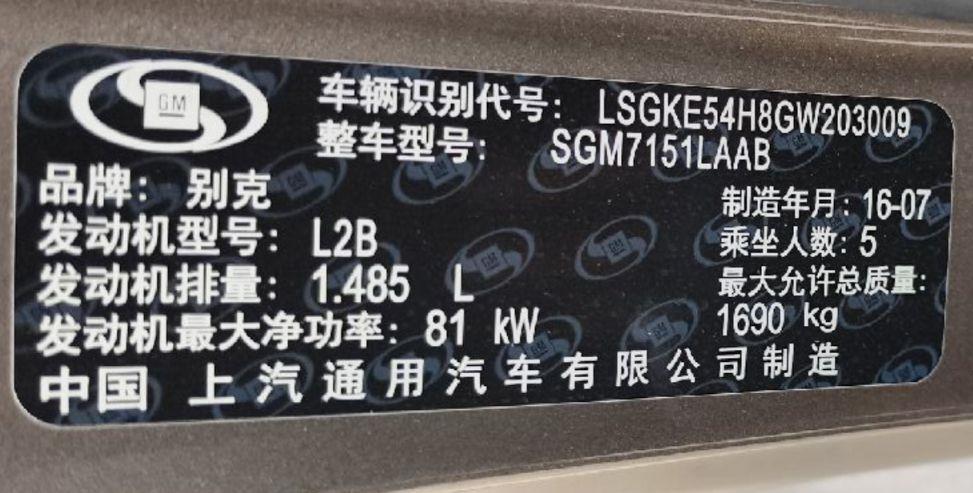 GM
车辆识别代号: LSGKE54H8GW203009
整车型号: SGM7151LAAB
品牌: 别克
制造年月: 16-07
发动机型号: L2B
乘坐人数: 5
发动机排量: 1.485 L
最大允许总质量:
1690 kg
发动机最大净功率: 81 kW
中国 上汽通用汽车有限公司制造